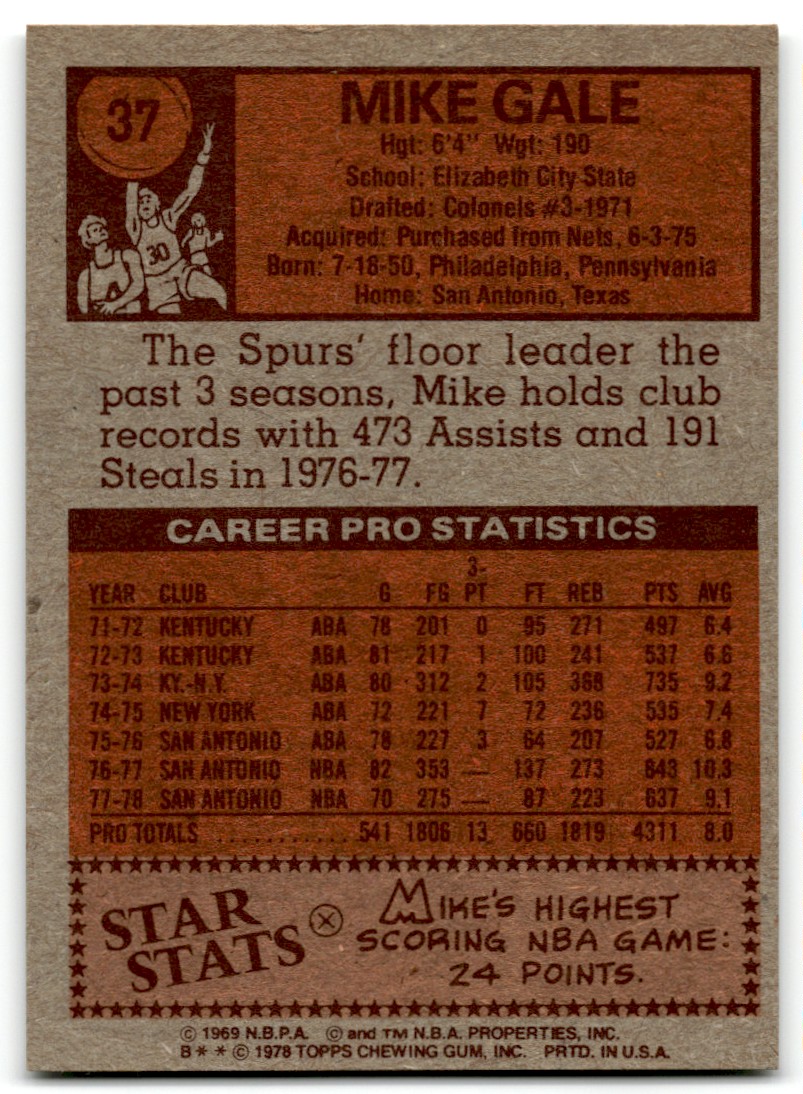 37
MIKE GALE
Hgt: 6'4" Wgt: 190
School: Elizabeth City State
Drafted: Colonels #3-1971
Acquired: Purchased from Nets, 6-3-75
Born: 7-18-50, Philadelphia, Pennsylvania
Home: San Antonio, Texas
30
The Spurs' floor leader the
past 3 seasons, Mike holds club
records with 473 Assists and 191
Steals in 1976-77.
CAREER PRO STATISTICS
YEAR CLUB G FG 3-PT FT REB PTS AVG
71-72 KENTUCKY ABA 78 201 0 95 271 497 6.4
72-73 KENTUCKY ABA 81 217 1 100 241 537 6.6
73-74 KY.-N.Y. ABA 80 312 2 105 368 735 9.2
74-75 NEW YORK ABA 72 221 7 72 236 535 7.4
75-76 SAN ANTONIO ABA 78 227 3 64 207 527 6.8
76-77 SAN ANTONIO NBA 82 353 — 137 273 843 10.3
77-78 SAN ANTONIO NBA 70 275 — 87 223 637 9.1
PRO TOTALS ........... 541 1806 13 660 1819 4311 8.0
STAR
STATS
MIKE'S HIGHEST
SCORING NBA GAME:
24 POINTS.
© 1969 N.B.P.A. © and TM N.B.A. PROPERTIES, INC.
B * * © 1978 TOPPS CHEWING GUM, INC. PRTD. IN U.S.A.